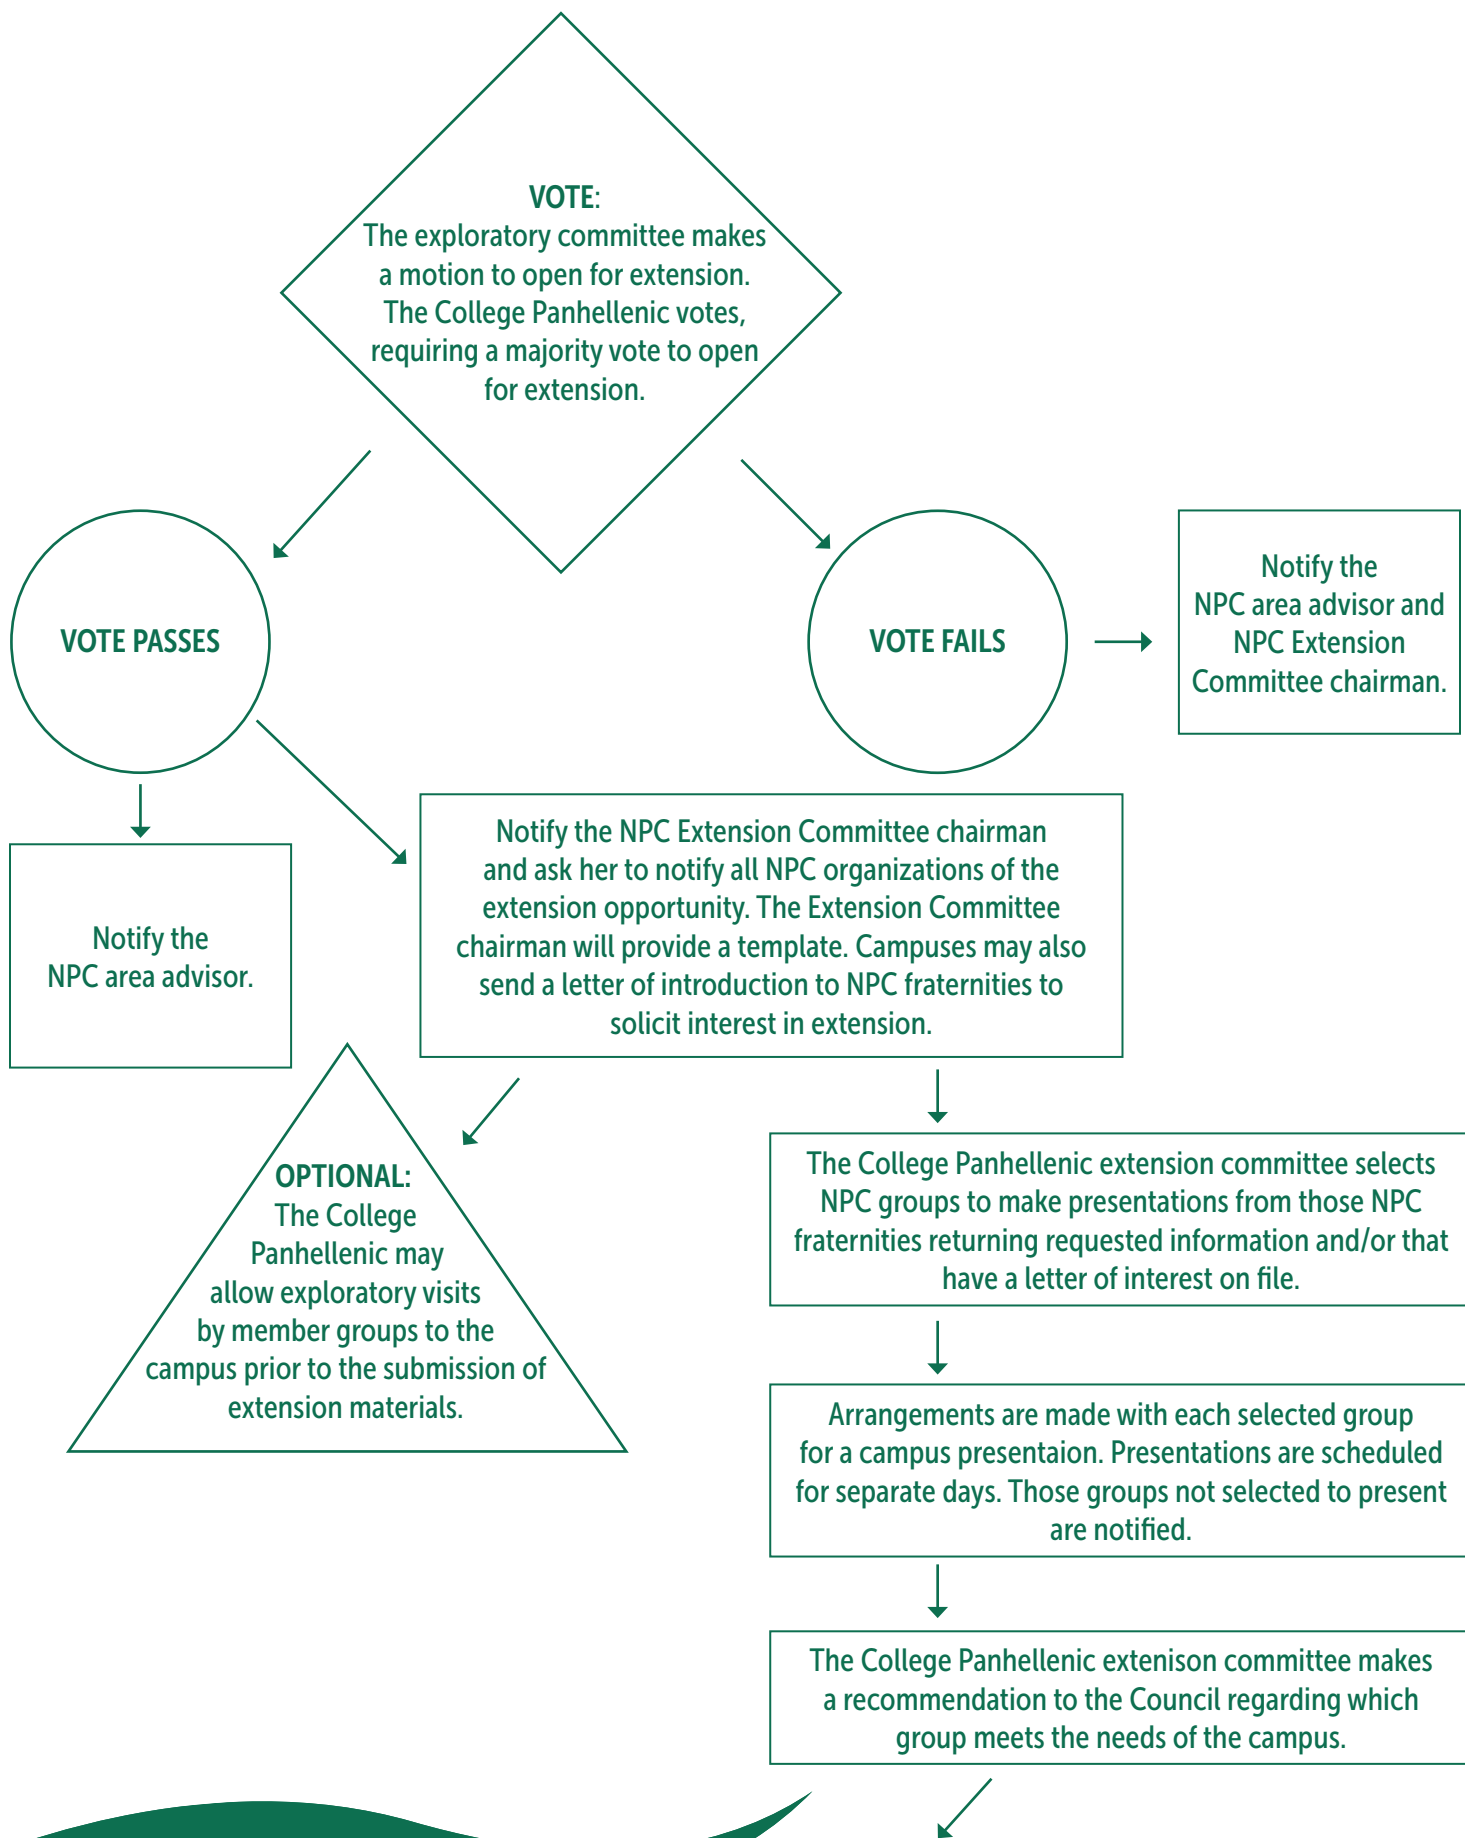 VOTE:
The exploratory committee makes
a motion to open for extension.
The College Panhellenic votes,
requiring a majority vote to open
for extension.
VOTE PASSES
VOTE FAILS
Notify the
NPC area advisor and
NPC Extension
Committee chairman.
Notify the
NPC area advisor.
Notify the NPC Extension Committee chairman
and ask her to notify all NPC organizations of the
extension opportunity. The Extension Committee
chairman will provide a template. Campuses may also
send a letter of introduction to NPC fraternities to
solicit interest in extension.
OPTIONAL:
The College
Panhellenic may
allow exploratory visits
by member groups to the
campus prior to the submission of
extension materials.
The College Panhellenic extension committee selects
NPC groups to make presentations from those NPC
fraternities returning requested information and/or that
have a letter of interest on file.
Arrangements are made with each selected group
for a campus presentaion. Presentations are scheduled
for separate days. Those groups not selected to present
are notified.
The College Panhellenic extenison committee makes
a recommendation to the Council regarding which
group meets the needs of the campus.